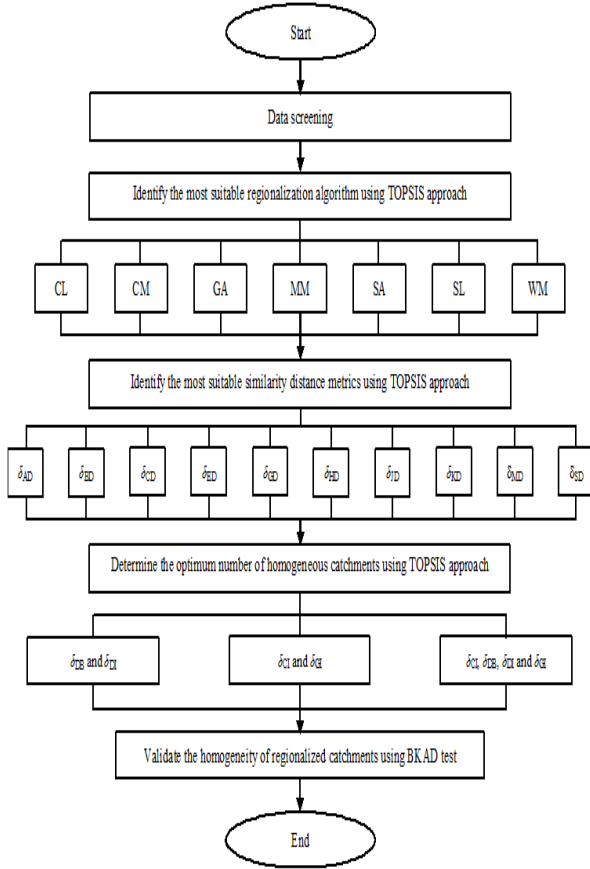 Start
Data screening
Identify the most suitable regionalization algorithm using TOPSIS approach
CL CM GA MM SA SL WM
Identify the most suitable similarity distance metrics using TOPSIS approach
δAD δBD δCD δED δGD δHD δJD δKD δMD δSD
Determine the optimum number of homogeneous catchments using TOPSIS approach
δDB and δDI δCI and δGI δCI, δDB, δDI and δGI
Validate the homogeneity of regionalized catchments using BKAD test
End